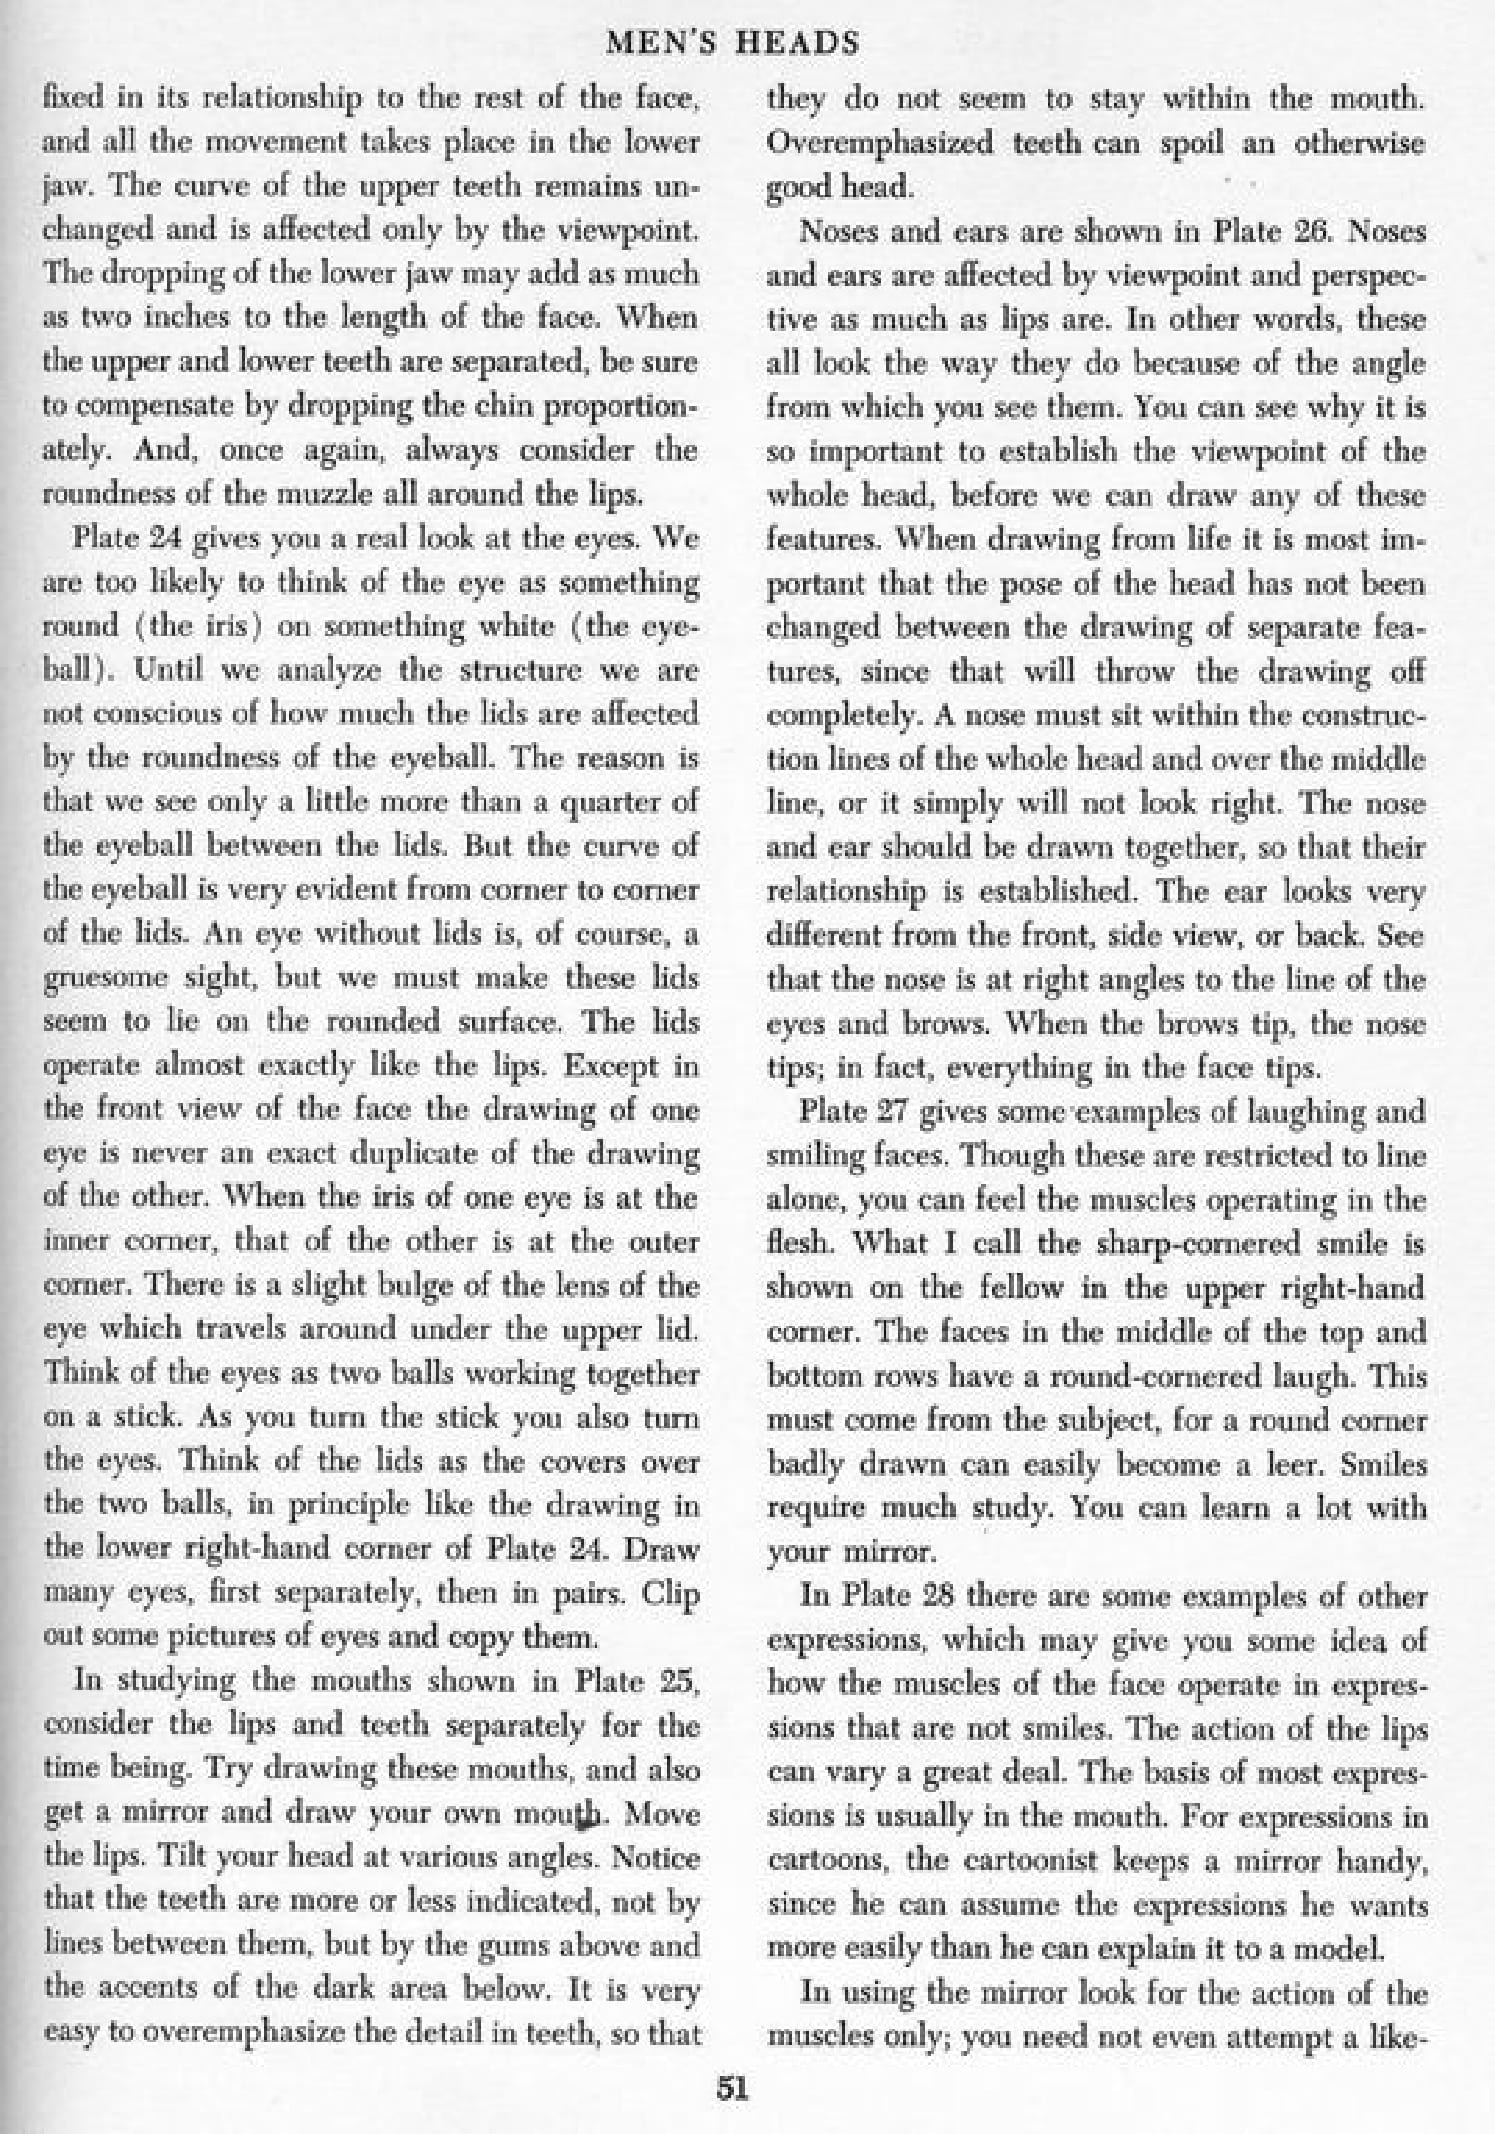 MEN'S HEADS
fixed in its relationship to the rest of the face,
and all the movement takes place in the lower
jaw. The curve of the upper teeth remains un-
changed and is affected only by the viewpoint.
The dropping of the lower jaw may add as much
as two inches to the length of the face. When
the upper and lower teeth are separated, be sure
to compensate by dropping the chin proportion-
ately. And, once again, always consider the
roundness of the muzzle all around the lips.
Plate 24 gives you a real look at the eyes. We
are too likely to think of the eye as something
round (the iris) on something white (the eye-
ball). Until we analyze the structure we are
not conscious of how much the lids are affected
by the roundness of the eyeball. The reason is
that we see only a little more than a quarter of
the eyeball between the lids. But the curve of
the eyeball is very evident from corner to corner
of the lids. An eye without lids is, of course, a
gruesome sight, but we must make these lids
seem to lie on the rounded surface. The lids
operate almost exactly like the lips. Except in
the front view of the face the drawing of one
eye is never an exact duplicate of the drawing
of the other. When the iris of one eye is at the
inner corner, that of the other is at the outer
corner. There is a slight bulge of the lens of the
eye which travels around under the upper lid.
Think of the eyes as two balls working together
on a stick. As you turn the stick you also turn
the eyes. Think of the lids as the covers over
the two balls, in principle like the drawing in
the lower right-hand corner of Plate 24. Draw
many eyes, first separately, then in pairs. Clip
out some pictures of eyes and copy them.
In studying the mouths shown in Plate 25,
consider the lips and teeth separately for the
time being. Try drawing these mouths, and also
get a mirror and draw your own mouth. Move
the lips. Tilt your head at various angles. Notice
that the teeth are more or less indicated, not by
lines between them, but by the gums above and
the accents of the dark area below. It is very
easy to overemphasize the detail in teeth, so that
they do not seem to stay within the mouth.
Overemphasized teeth can spoil an otherwise
good head.
Noses and ears are shown in Plate 26. Noses
and ears are affected by viewpoint and perspec-
tive as much as lips are. In other words, these
all look the way they do because of the angle
from which you see them. You can see why it is
so important to establish the viewpoint of the
whole head, before we can draw any of these
features. When drawing from life it is most im-
portant that the pose of the head has not been
changed between the drawing of separate fea-
tures, since that will throw the drawing off
completely. A nose must sit within the construc-
tion lines of the whole head and over the middle
line, or it simply will not look right. The nose
and ear should be drawn together, so that their
relationship is established. The ear looks very
different from the front, side view, or back. See
that the nose is at right angles to the line of the
eyes and brows. When the brows tip, the nose
tips; in fact, everything in the face tips.
Plate 27 gives some examples of laughing and
smiling faces. Though these are restricted to line
alone, you can feel the muscles operating in the
flesh. What I call the sharp-cornered smile is
shown on the fellow in the upper right-hand
corner. The faces in the middle of the top and
bottom rows have a round-cornered laugh. This
must come from the subject, for a round corner
badly drawn can easily become a leer. Smiles
require much study. You can learn a lot with
your mirror.
In Plate 28 there are some examples of other
expressions, which may give you some idea of
how the muscles of the face operate in expres-
sions that are not smiles. The action of the lips
can vary a great deal. The basis of most expres-
sions is usually in the mouth. For expressions in
cartoons, the cartoonist keeps a mirror handy,
since he can assume the expressions he wants
more easily than he can explain it to a model.
In using the mirror look for the action of the
muscles only; you need not even attempt a like-
51